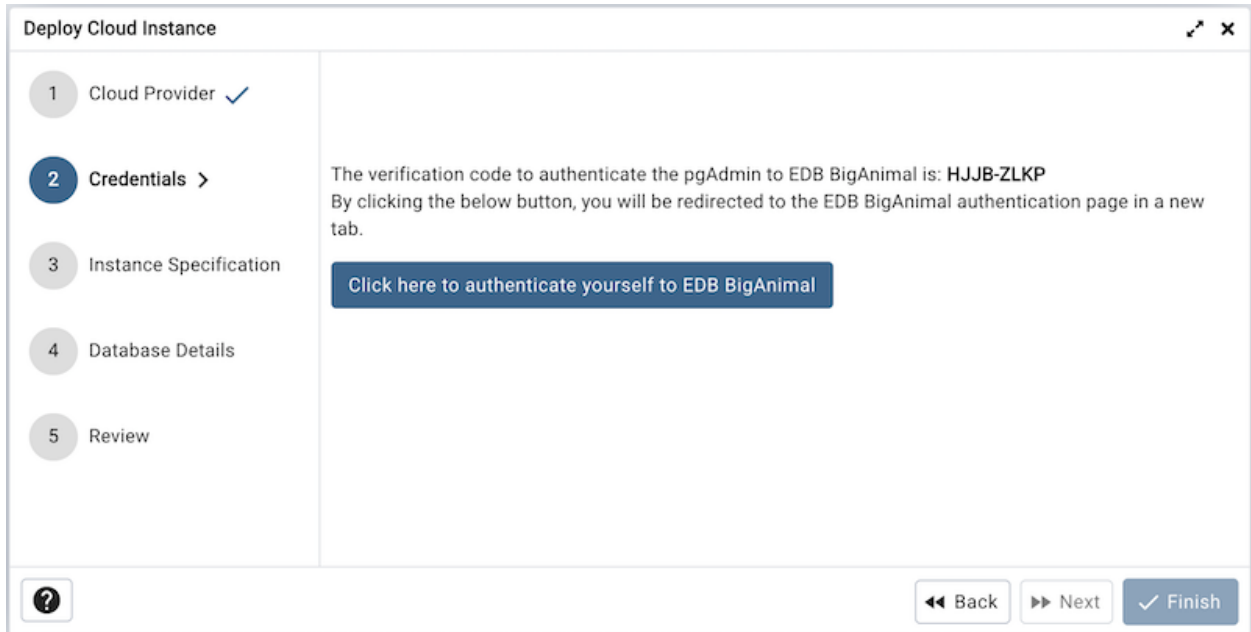 Deploy Cloud Instance
1 Cloud Provider
2 Credentials
3 Instance Specification
4 Database Details
5 Review
The verification code to authenticate the pgAdmin to EDB BigAnimal is: HJJB-ZLKP
By clicking the below button, you will be redirected to the EDB BigAnimal authentication page in a new
tab.
Click here to authenticate yourself to EDB BigAnimal
?
Back
Next
Finish